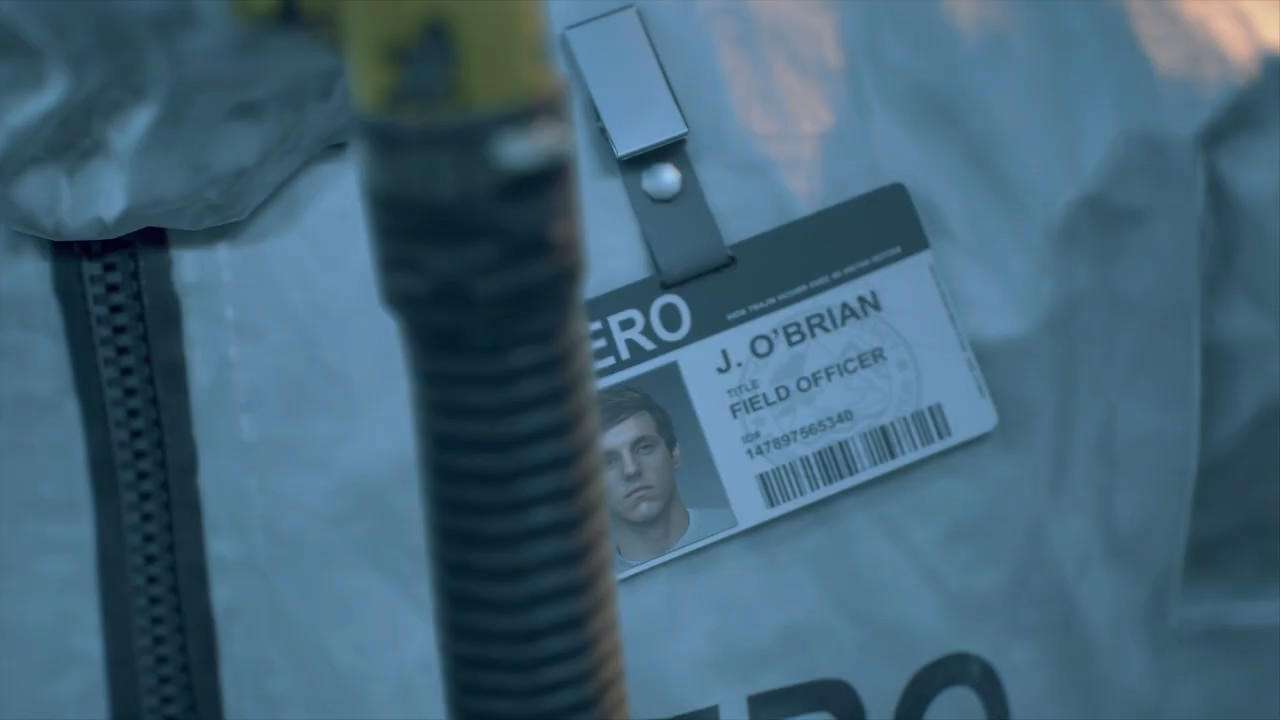 ERO
J. O'BRIAN
TITLE
FIELD OFFICER
ID#
147897565340